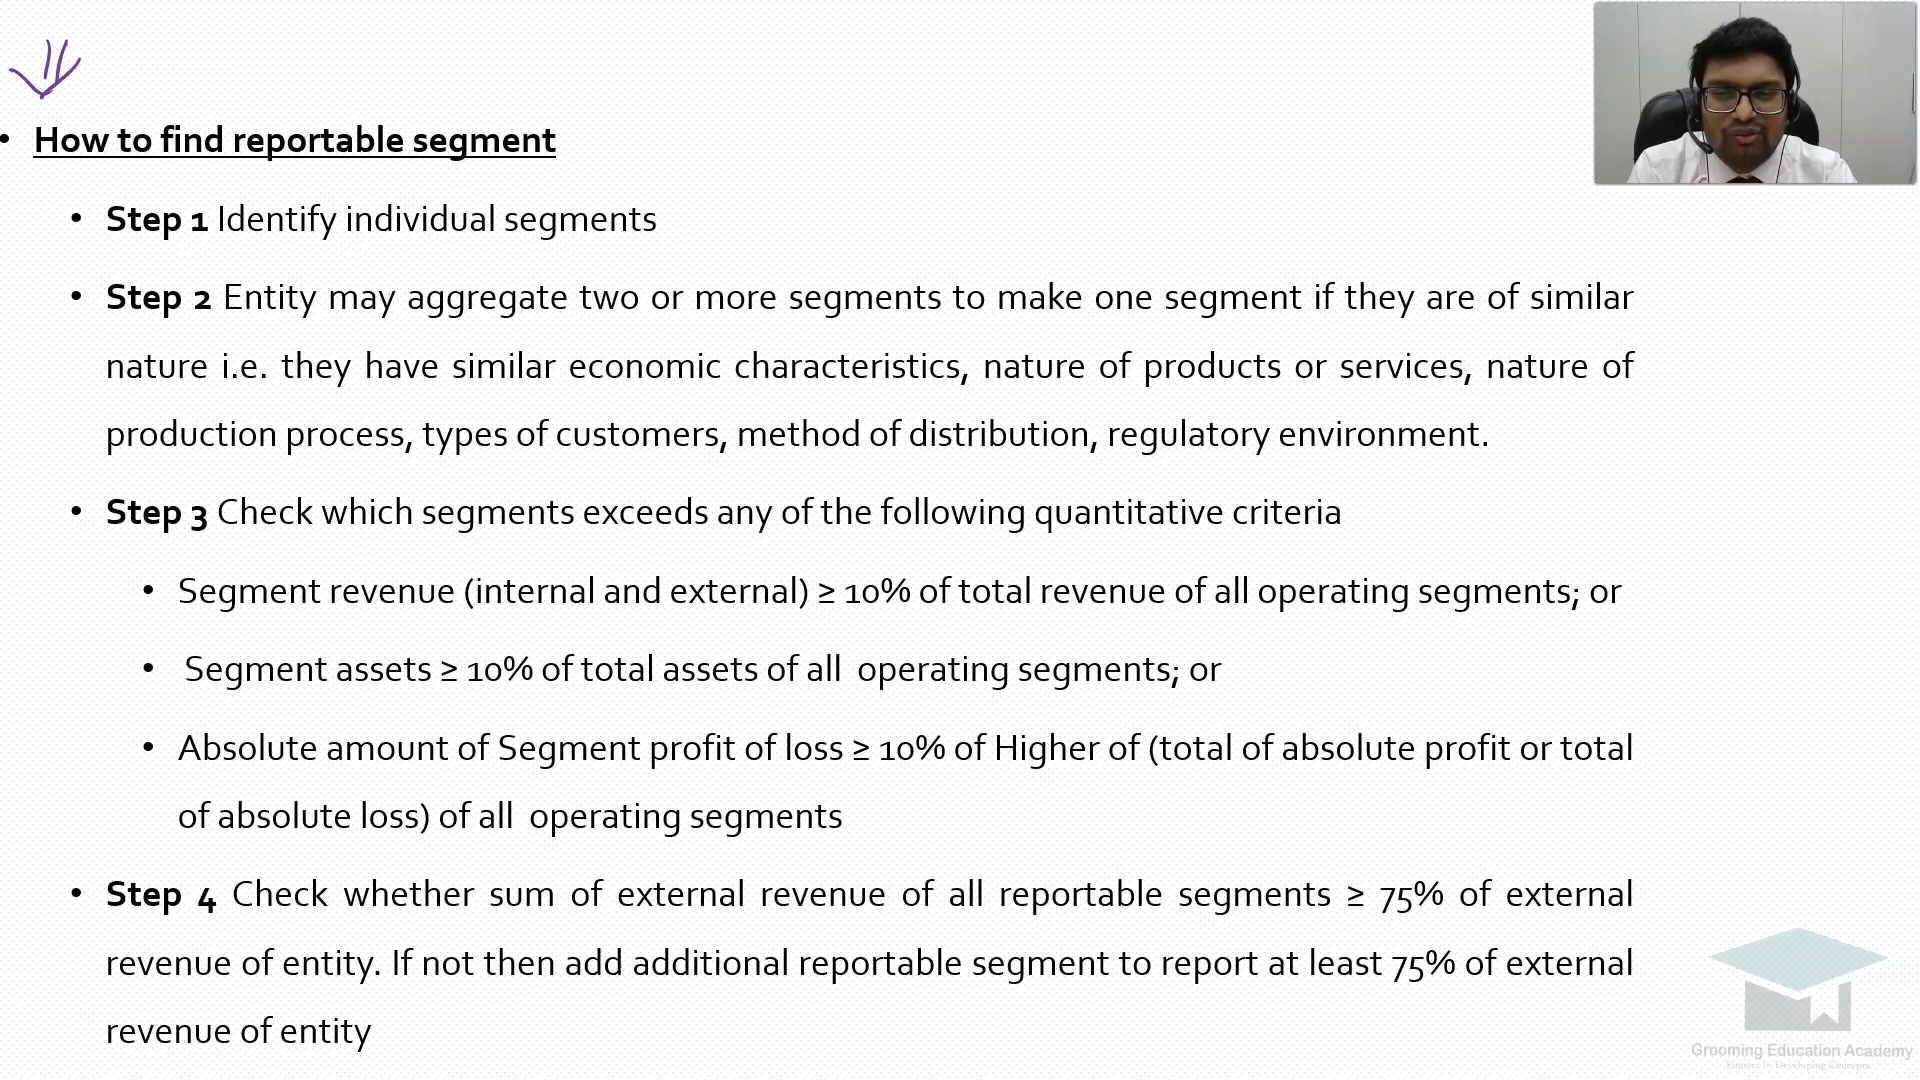 • How to find reportable segment
• Step 1 Identify individual segments
• Step 2 Entity may aggregate two or more segments to make one segment if they are of similar
nature i.e. they have similar economic characteristics, nature of products or services, nature of
production process, types of customers, method of distribution, regulatory environment.
• Step 3 Check which segments exceeds any of the following quantitative criteria
• Segment revenue (internal and external) ≥ 10% of total revenue of all operating segments; or
• Segment assets ≥ 10% of total assets of all operating segments; or
• Absolute amount of Segment profit of loss ≥ 10% of Higher of (total of absolute profit or total
of absolute loss) of all operating segments
• Step 4 Check whether sum of external revenue of all reportable segments ≥ 75% of external
revenue of entity. If not then add additional reportable segment to report at least 75% of external
revenue of entity
Grooming Education Academy
Pioneer in Developing Concepts